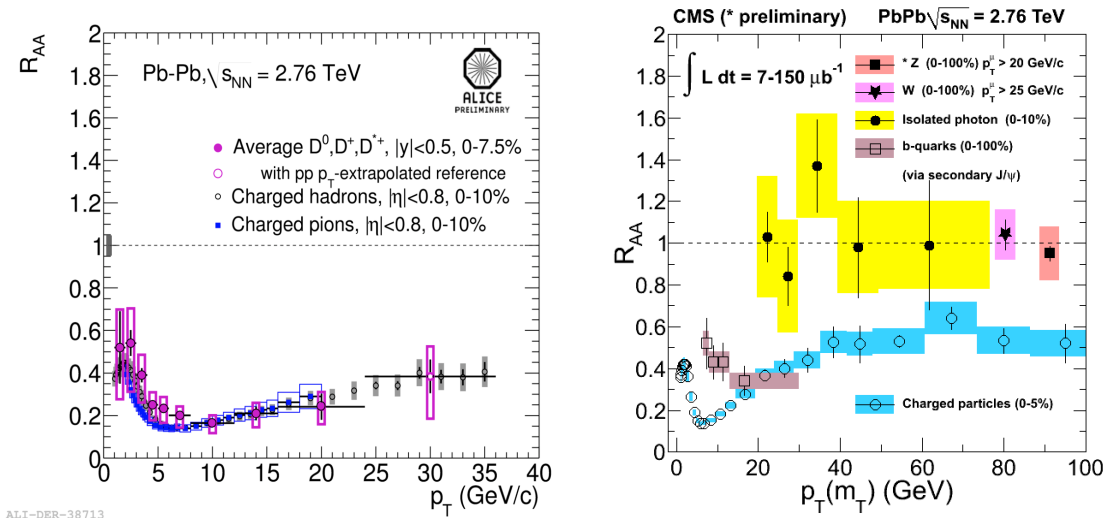 R_AA
2
1.8
1.6
1.4
1.2
1
0.8
0.6
0.4
0.2
0
Pb-Pb, √s_NN = 2.76 TeV
ALICE
PRELIMINARY
Average D⁰,D⁺,D*⁺, |y|<0.5, 0-7.5%
with pp p_T-extrapolated reference
Charged hadrons, |η|<0.8, 0-10%
Charged pions, |η|<0.8, 0-10%
0 5 10 15 20 25 30 35 40
p_T (GeV/c)
ALI-DER-38713
CMS (* preliminary) PbPb √s_NN = 2.76 TeV
R_AA
2
1.8
1.6
1.4
1.2
1
0.8
0.6
0.4
0.2
0
∫ L dt = 7-150 μb⁻¹
* Z (0-100%) p_T^μ > 20 GeV/c
W (0-100%) p_T^μ > 25 GeV/c
Isolated photon (0-10%)
b-quarks (0-100%)
(via secondary J/ψ)
Charged particles (0-5%)
0 20 40 60 80 100
p_T(m_T) (GeV)